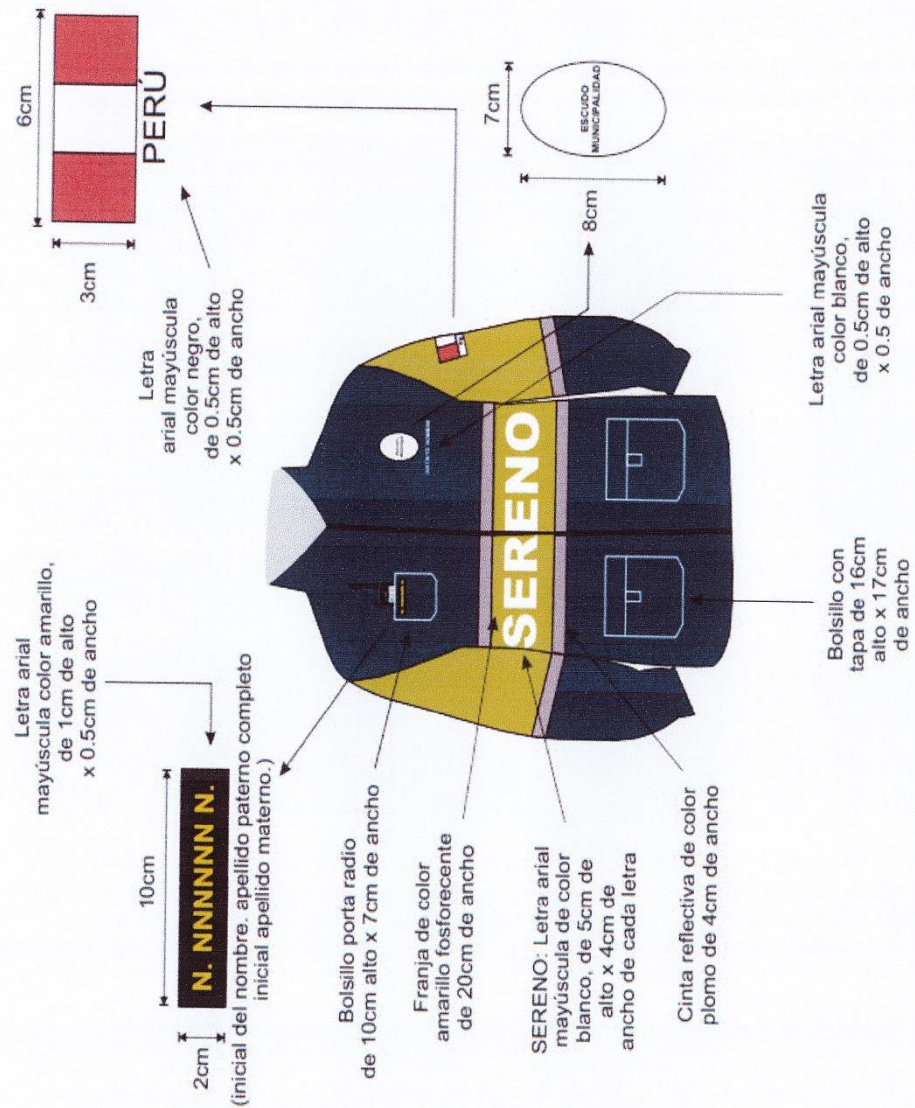 Letra arial
mayúscula color amarillo,
de 1cm de alto
x 0.5cm de ancho
10cm
2cm
N. NNNNNN N.
(inicial del nombre. apellido paterno completo
inicial apellido materno.)
Letra
arial mayúscula
color negro,
de 0.5cm de alto
x 0.5cm de ancho
6cm
3cm
PERÚ
Bolsillo porta radio
de 10cm alto x 7cm de ancho
Franja de color
amarillo fosforecente
de 20cm de ancho
SERENO: Letra arial
mayúscula de color
blanco, de 5cm de
alto x 4cm de
ancho de cada letra
Cinta reflectiva de color
plomo de 4cm de ancho
SERENO
7cm
8cm
ESCUDO
MUNICIPALIDAD
Bolsillo con
tapa de 16cm
alto x 17cm
de ancho
Letra arial mayúscula
color blanco,
de 0.5cm de alto
x 0.5 de ancho